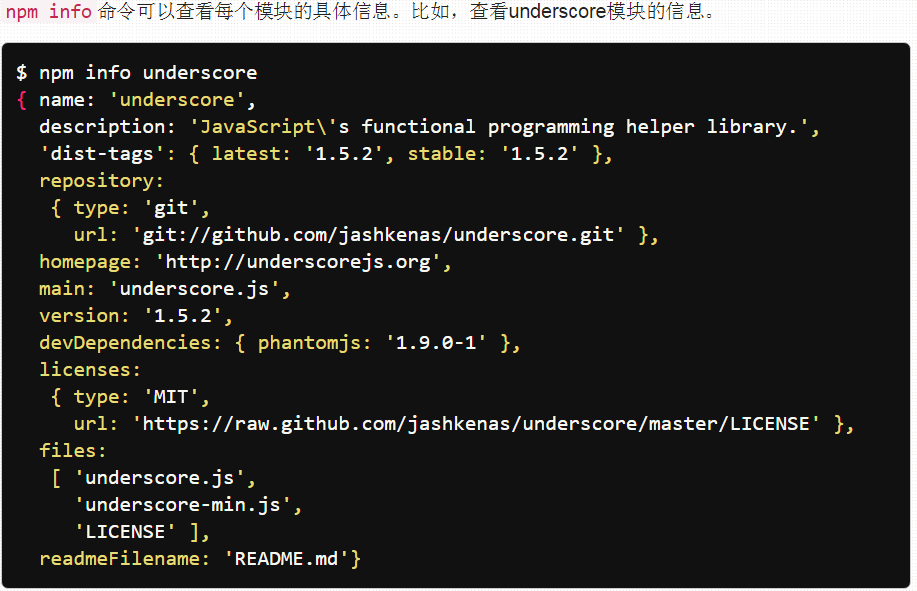 npm info 命令可以查看每个模块的具体信息。比如，查看underscore模块的信息。
$ npm info underscore
{ name: 'underscore',
  description: 'JavaScript\'s functional programming helper library.',
  'dist-tags': { latest: '1.5.2', stable: '1.5.2' },
  repository:
   { type: 'git',
     url: 'git://github.com/jashkenas/underscore.git' },
  homepage: 'http://underscorejs.org',
  main: 'underscore.js',
  version: '1.5.2',
  devDependencies: { phantomjs: '1.9.0-1' },
  licenses:
   { type: 'MIT',
     url: 'https://raw.github.com/jashkenas/underscore/master/LICENSE' },
  files:
   [ 'underscore.js',
     'underscore-min.js',
     'LICENSE' ],
  readmeFilename: 'README.md'}